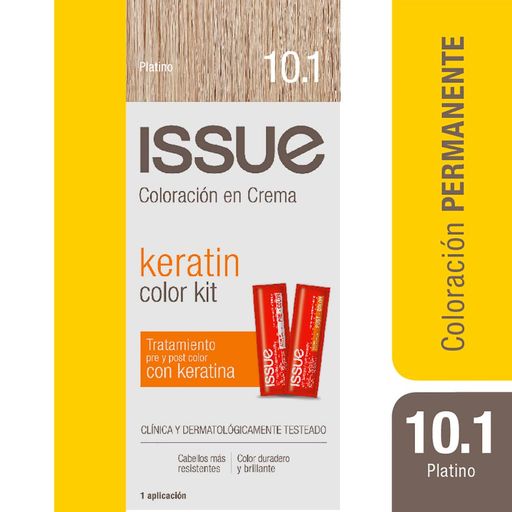 Platino 10.1
ISSUE
Coloración en Crema
keratin
color kit
Tratamiento
pre y post color
con keratina
ISSUE
ISSUE
CLÍNICA Y DERMATOLÓGICAMENTE TESTEADO
Cabellos más
resistentes
Color duradero
y brillante
1 aplicación
Coloración PERMANENTE
10.1
Platino